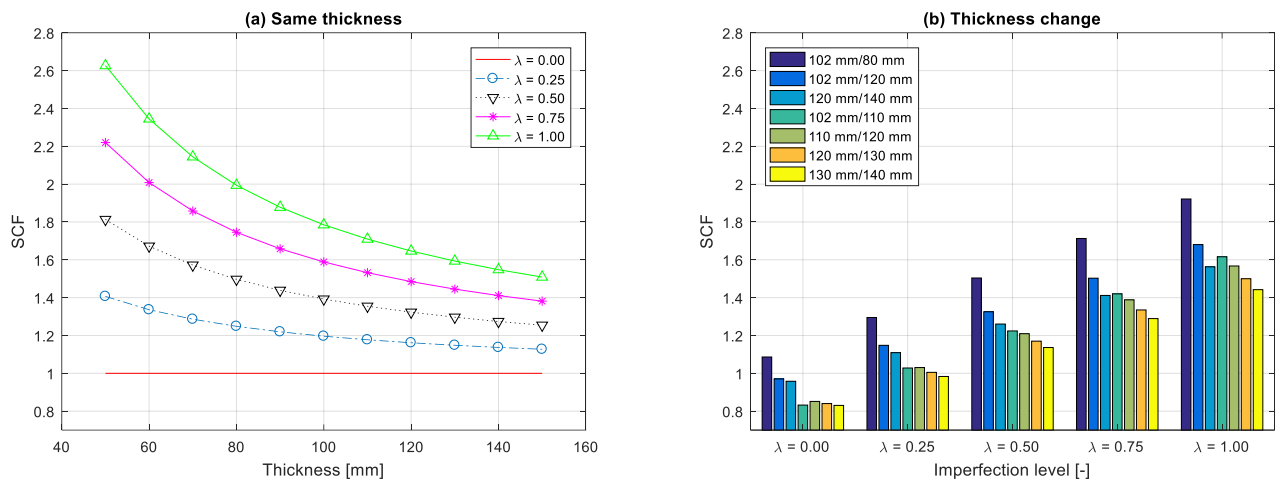 (a) Same thickness
2.8
2.6
2.4
2.2
2
1.8
1.6
1.4
1.2
1
0.8
SCF
λ = 0.00
λ = 0.25
λ = 0.50
λ = 0.75
λ = 1.00
40
60
80
100
120
140
160
Thickness [mm]
(b) Thickness change
2.8
2.6
2.4
2.2
2
1.8
1.6
1.4
1.2
1
0.8
SCF
102 mm/80 mm
102 mm/120 mm
120 mm/140 mm
102 mm/110 mm
110 mm/120 mm
120 mm/130 mm
130 mm/140 mm
λ = 0.00
λ = 0.25
λ = 0.50
λ = 0.75
λ = 1.00
Imperfection level [-]